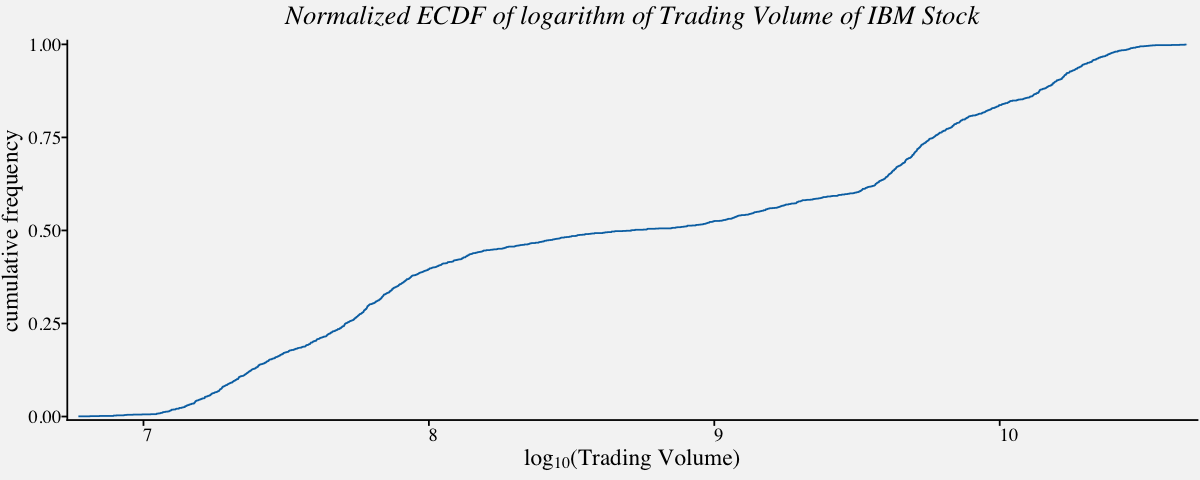 Normalized ECDF of logarithm of Trading Volume of IBM Stock
cumulative frequency
1.00
0.75
0.50
0.25
0.00
7 8 9 10
log₁₀(Trading Volume)